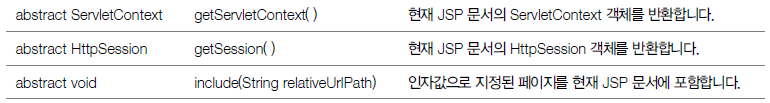 abstract ServletContext getServletContext( ) 현재 JSP 문서의 ServletContext 객체를 반환합니다.
abstract HttpSession getSession( ) 현재 JSP 문서의 HttpSession 객체를 반환합니다.
abstract void include(String relativeUrlPath) 인자값으로 지정된 페이지를 현재 JSP 문서에 포함합니다.